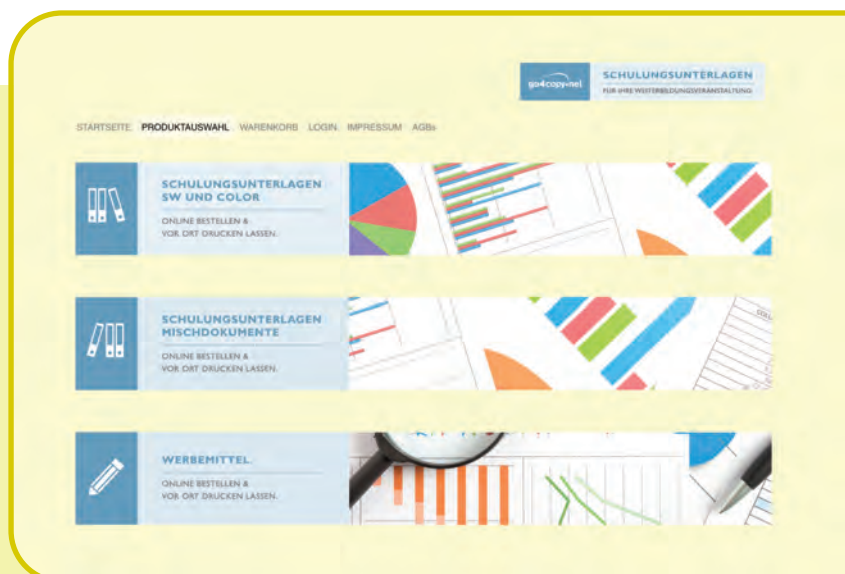 go4copy.net
SCHULUNGSUNTERLAGEN
FÜR IHRE WEITERBILDUNGSVERANSTALTUNG
STARTSEITE PRODUKTAUSWAHL WARENKORB LOGIN IMPRESSUM AGBs
SCHULUNGSUNTERLAGEN
SW UND COLOR
ONLINE BESTELLEN &
VOR ORT DRUCKEN LASSEN.
SCHULUNGSUNTERLAGEN
MISCHDOKUMENTE
ONLINE BESTELLEN &
VOR ORT DRUCKEN LASSEN.
WERBEMITTEL
ONLINE BESTELLEN &
VOR ORT DRUCKEN LASSEN.